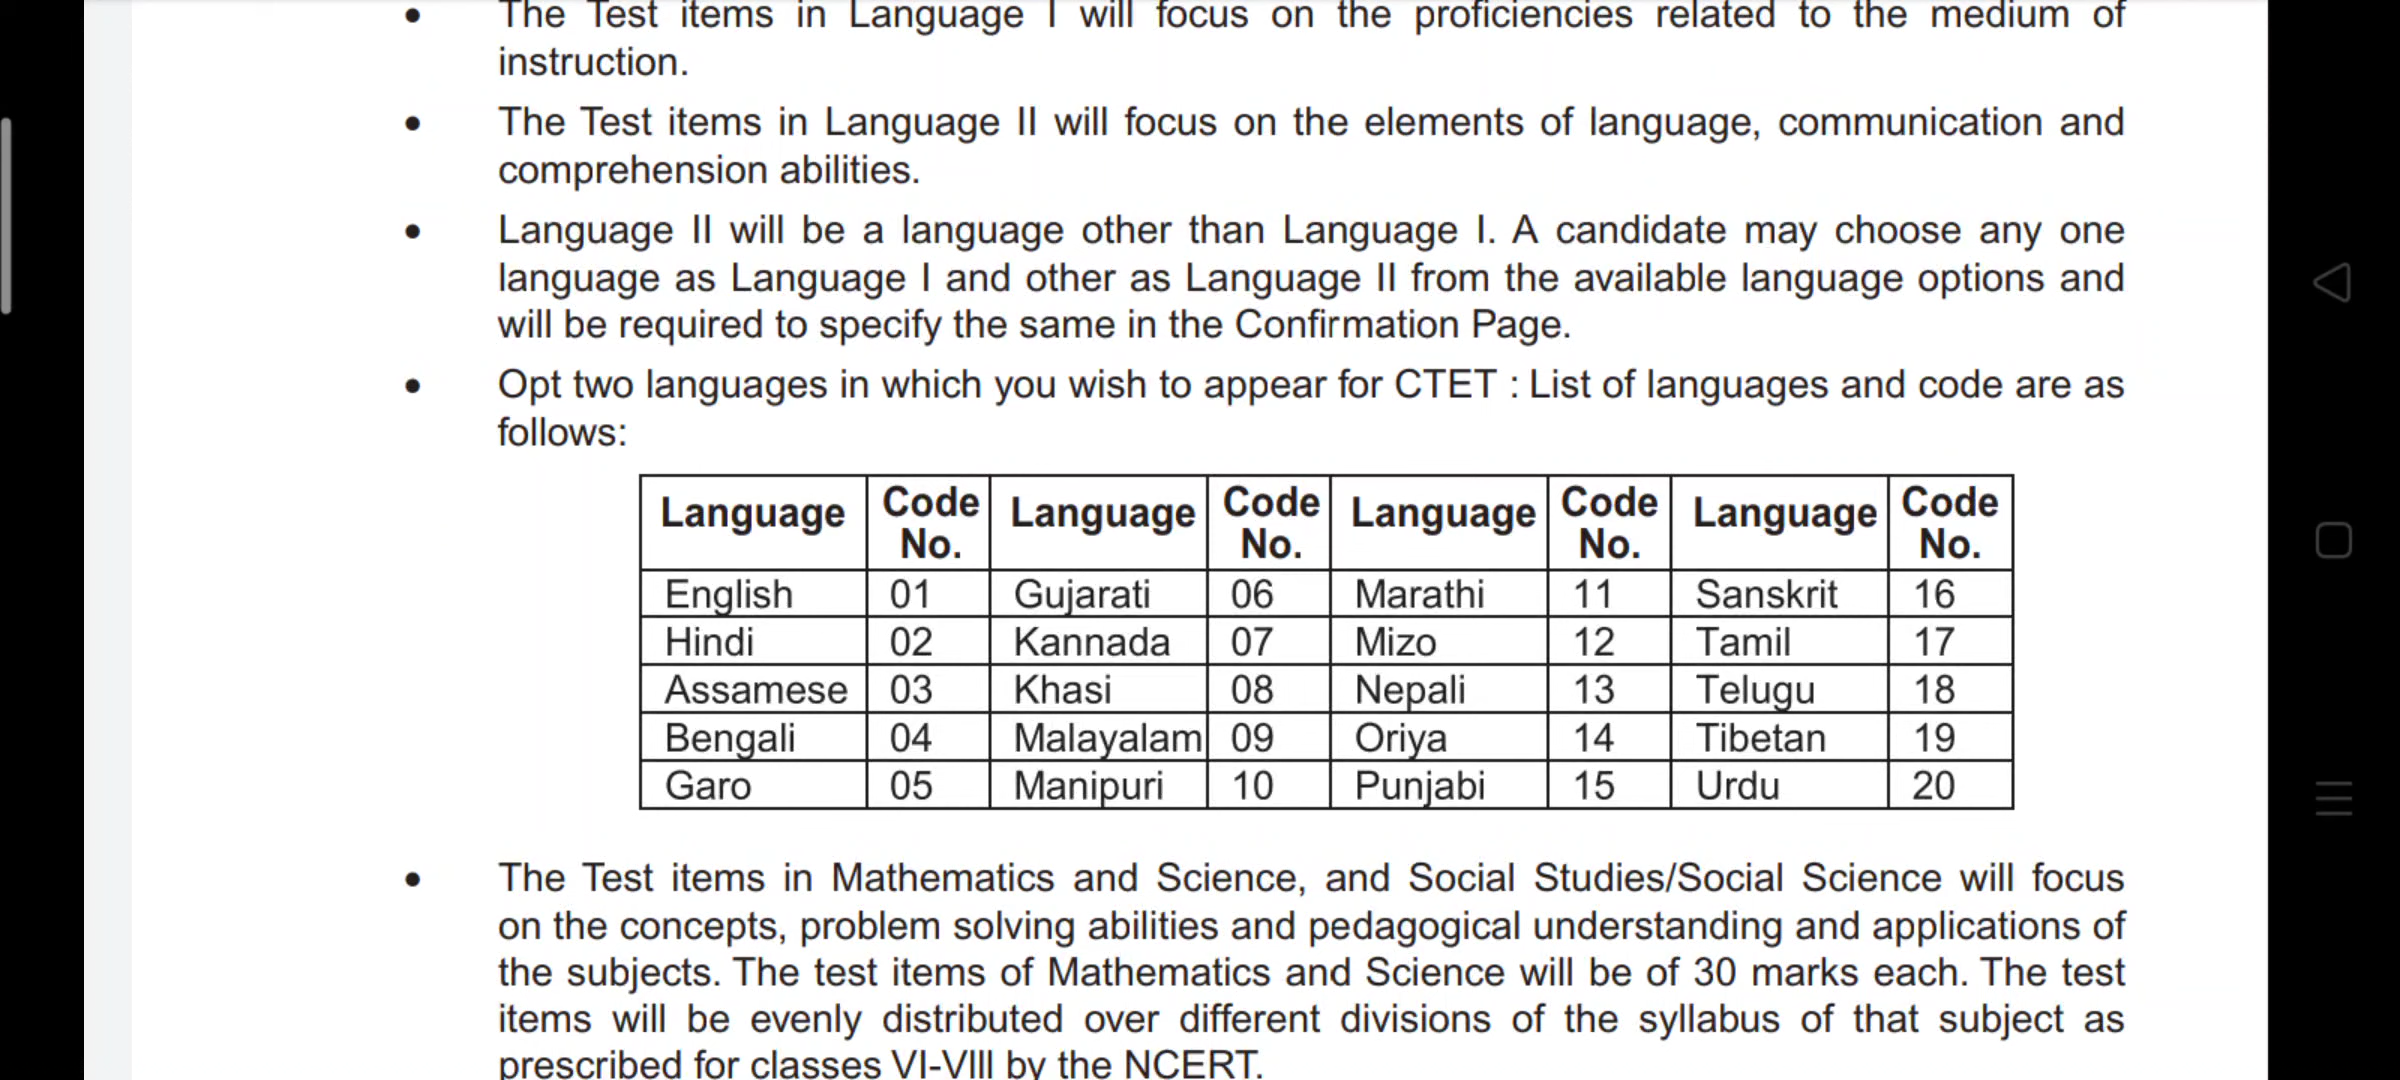 • The Test items in Language I will focus on the proficiencies related to the medium of
instruction.
• The Test items in Language II will focus on the elements of language, communication and
comprehension abilities.
• Language II will be a language other than Language I. A candidate may choose any one
language as Language I and other as Language II from the available language options and
will be required to specify the same in the Confirmation Page.
• Opt two languages in which you wish to appear for CTET : List of languages and code are as
follows:
Language Code No. Language Code No. Language Code No. Language Code No.
English 01 Gujarati 06 Marathi 11 Sanskrit 16
Hindi 02 Kannada 07 Mizo 12 Tamil 17
Assamese 03 Khasi 08 Nepali 13 Telugu 18
Bengali 04 Malayalam 09 Oriya 14 Tibetan 19
Garo 05 Manipuri 10 Punjabi 15 Urdu 20
• The Test items in Mathematics and Science, and Social Studies/Social Science will focus
on the concepts, problem solving abilities and pedagogical understanding and applications of
the subjects. The test items of Mathematics and Science will be of 30 marks each. The test
items will be evenly distributed over different divisions of the syllabus of that subject as
prescribed for classes VI-VIII by the NCERT.